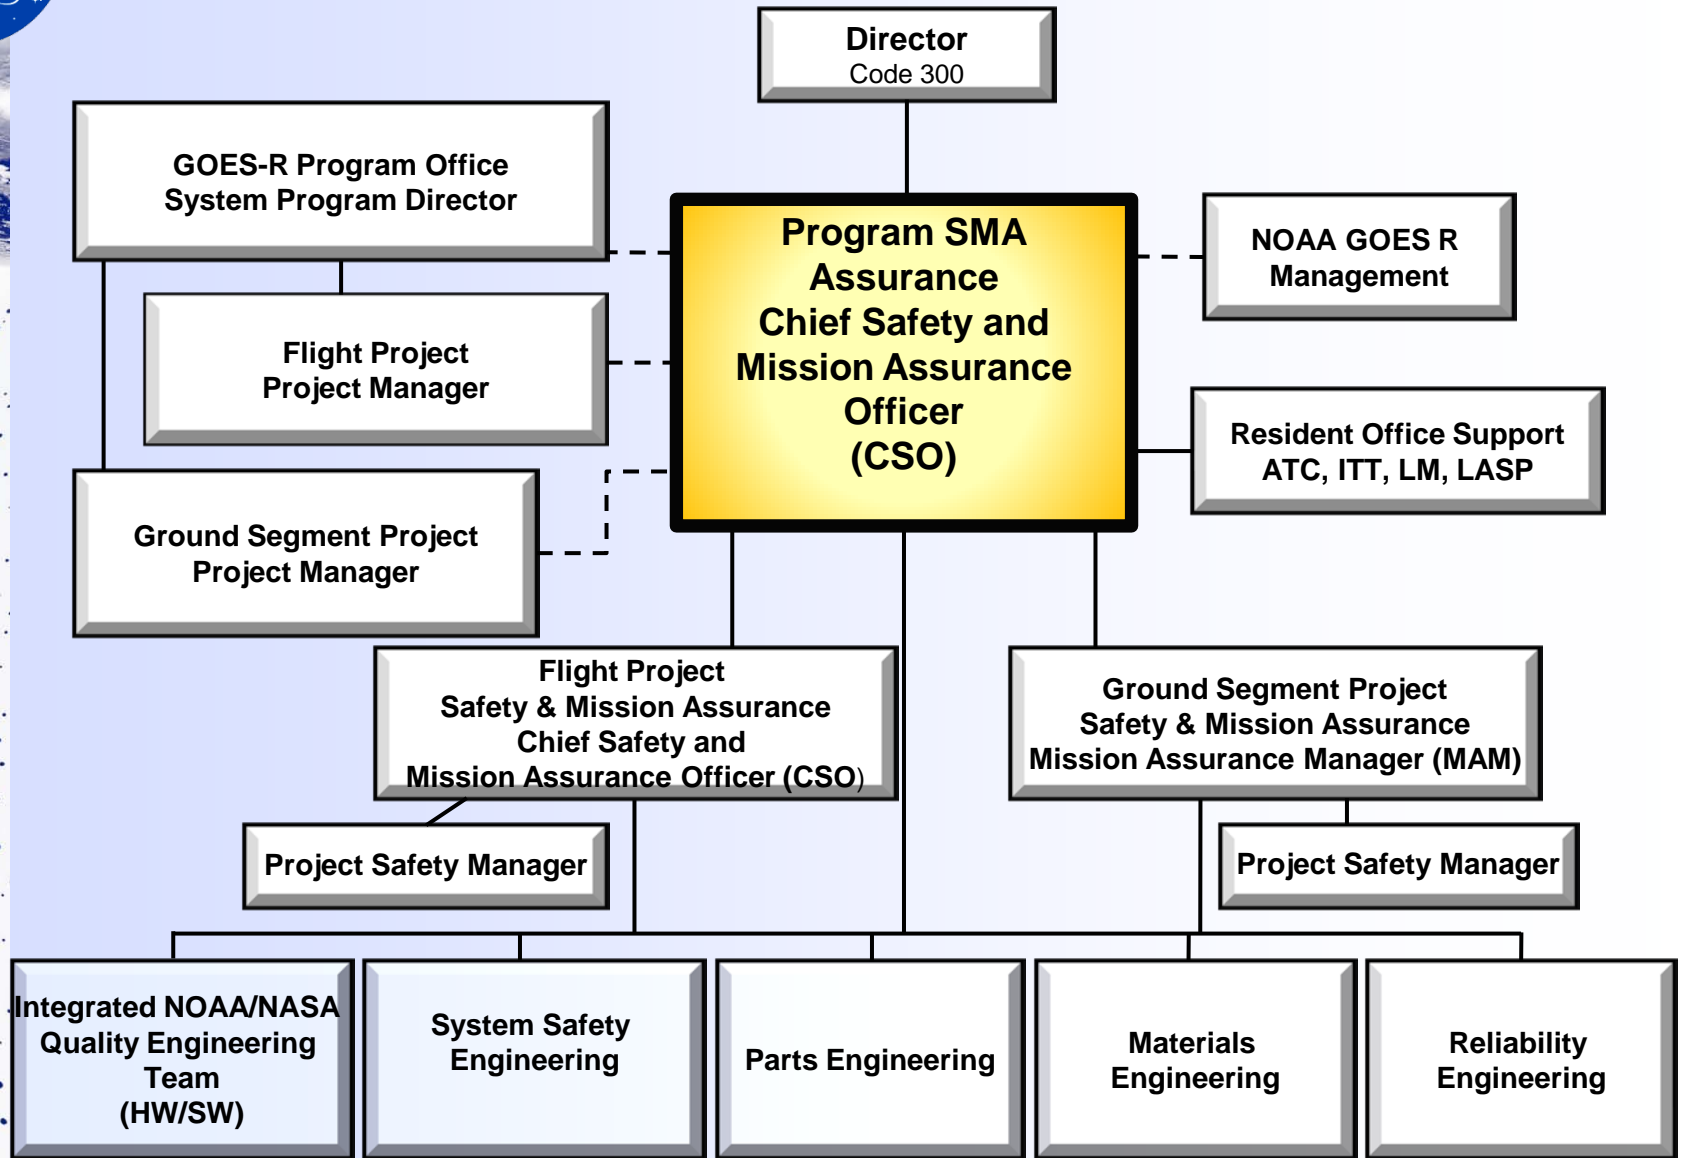 Director
Code 300
GOES-R Program Office
System Program Director
Program SMA
Assurance
Chief Safety and
Mission Assurance
Officer
(CSO)
NOAA GOES R
Management
Flight Project
Project Manager
Resident Office Support
ATC, ITT, LM, LASP
Ground Segment Project
Project Manager
Flight Project
Safety & Mission Assurance
Chief Safety and
Mission Assurance Officer (CSO)
Ground Segment Project
Safety & Mission Assurance
Mission Assurance Manager (MAM)
Project Safety Manager
Project Safety Manager
Integrated NOAA/NASA
Quality Engineering
Team
(HW/SW)
System Safety
Engineering
Parts Engineering
Materials
Engineering
Reliability
Engineering